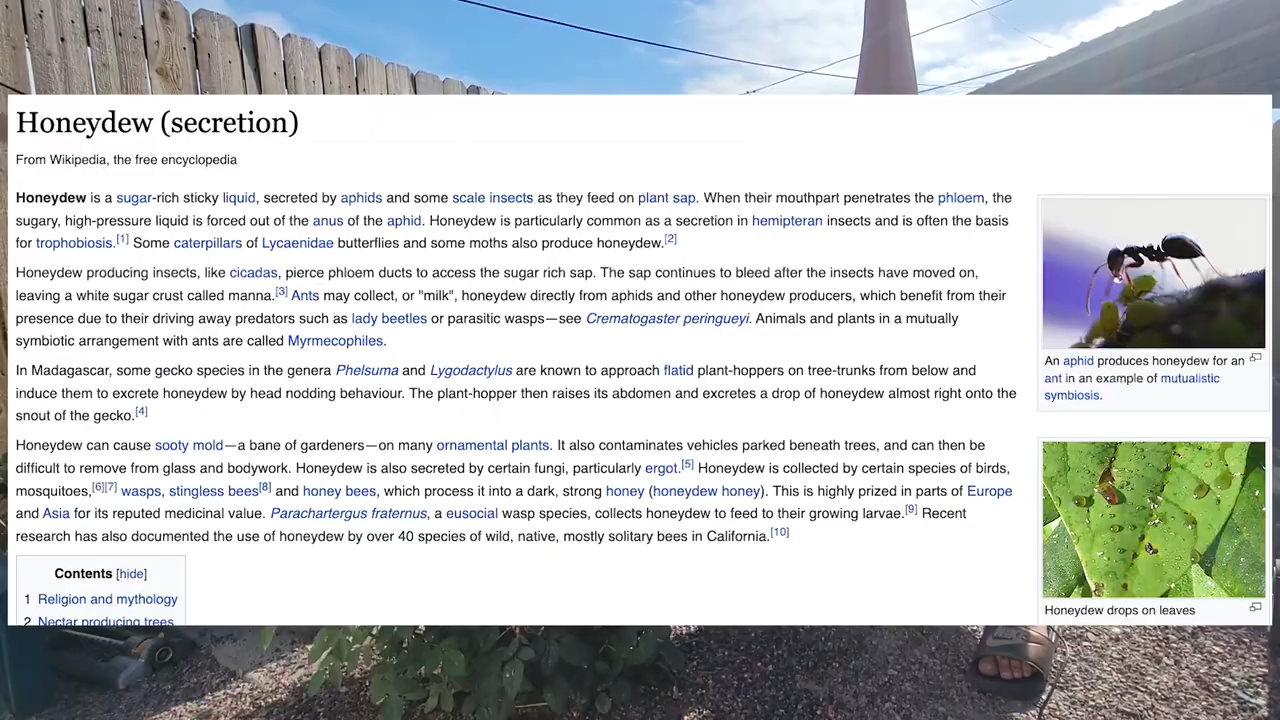 Honeydew (secretion)
From Wikipedia, the free encyclopedia
Honeydew is a sugar-rich sticky liquid, secreted by aphids and some scale insects as they feed on plant sap. When their mouthpart penetrates the phloem, the
sugary, high-pressure liquid is forced out of the anus of the aphid. Honeydew is particularly common as a secretion in hemipteran insects and is often the basis
for trophobiosis.[1] Some caterpillars of Lycaenidae butterflies and some moths also produce honeydew.[2]
Honeydew producing insects, like cicadas, pierce phloem ducts to access the sugar rich sap. The sap continues to bleed after the insects have moved on,
leaving a white sugar crust called manna.[3] Ants may collect, or "milk", honeydew directly from aphids and other honeydew producers, which benefit from their
presence due to their driving away predators such as lady beetles or parasitic wasps—see Crematogaster peringueyi. Animals and plants in a mutually
symbiotic arrangement with ants are called Myrmecophiles.
In Madagascar, some gecko species in the genera Phelsuma and Lygodactylus are known to approach flatid plant-hoppers on tree-trunks from below and
induce them to excrete honeydew by head nodding behaviour. The plant-hopper then raises its abdomen and excretes a drop of honeydew almost right onto the
snout of the gecko.[4]
Honeydew can cause sooty mold—a bane of gardeners—on many ornamental plants. It also contaminates vehicles parked beneath trees, and can then be
difficult to remove from glass and bodywork. Honeydew is also secreted by certain fungi, particularly ergot.[5] Honeydew is collected by certain species of birds,
mosquitoes,[6][7] wasps, stingless bees[8] and honey bees, which process it into a dark, strong honey (honeydew honey). This is highly prized in parts of Europe
and Asia for its reputed medicinal value. Parachartergus fraternus, a eusocial wasp species, collects honeydew to feed to their growing larvae.[9] Recent
research has also documented the use of honeydew by over 40 species of wild, native, mostly solitary bees in California.[10]
Contents [hide]
1 Religion and mythology
2 Nectar producing trees
An aphid produces honeydew for an
ant in an example of mutualistic
symbiosis.
Honeydew drops on leaves